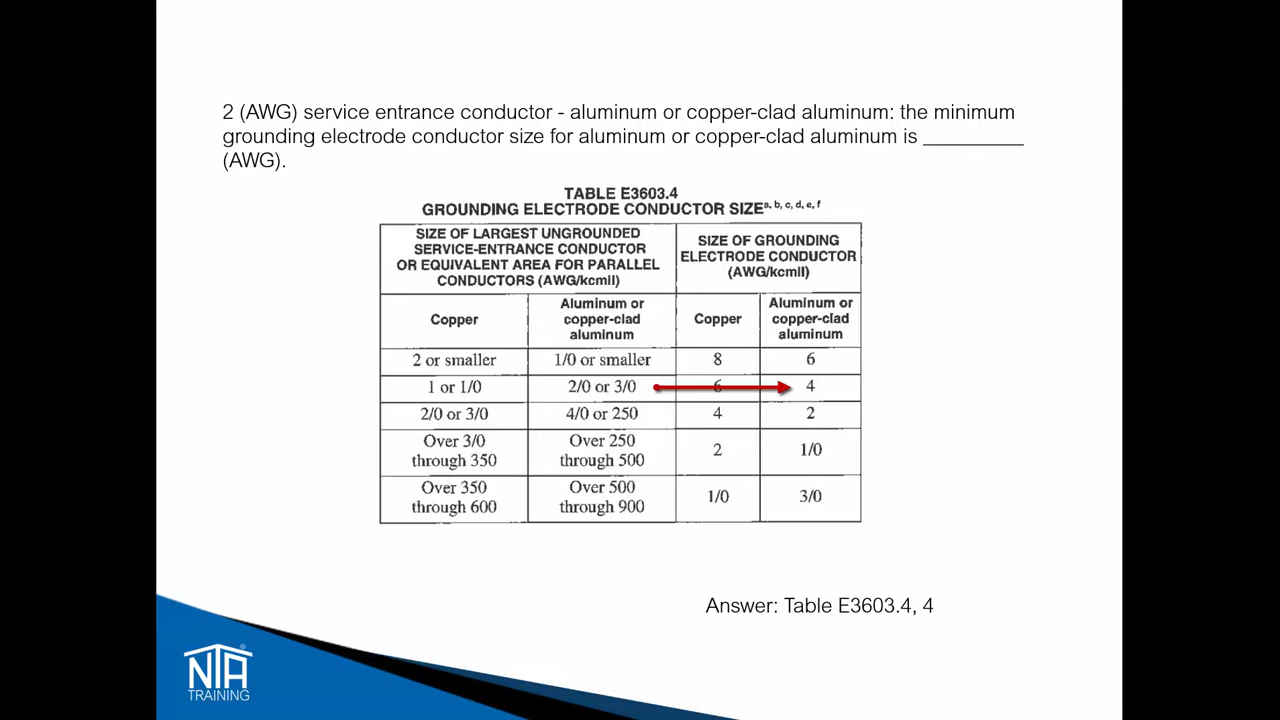 2 (AWG) service entrance conductor - aluminum or copper-clad aluminum: the minimum
grounding electrode conductor size for aluminum or copper-clad aluminum is __________
(AWG).
TABLE E3603.4
GROUNDING ELECTRODE CONDUCTOR SIZEa, b, c, d, e, f
SIZE OF LARGEST UNGROUNDED
SERVICE-ENTRANCE CONDUCTOR
OR EQUIVALENT AREA FOR PARALLEL
CONDUCTORS (AWG/kcmil)
SIZE OF GROUNDING
ELECTRODE CONDUCTOR
(AWG/kcmil)
Copper
Aluminum or
copper-clad
aluminum
Copper
Aluminum or
copper-clad
aluminum
2 or smaller 1/0 or smaller 8 6
1 or 1/0 2/0 or 3/0 6 4
2/0 or 3/0 4/0 or 250 4 2
Over 3/0
through 350
Over 250
through 500
2
1/0
Over 350
through 600
Over 500
through 900
1/0
3/0
Answer: Table E3603.4, 4
NTA
®
TRAINING